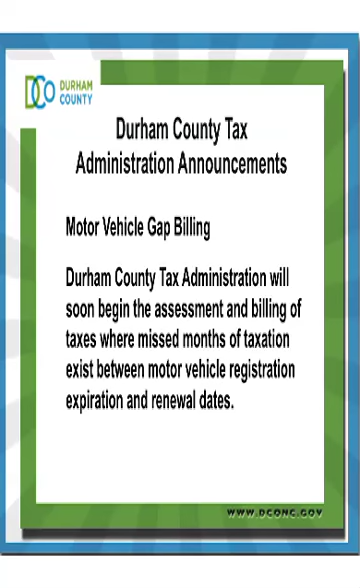 DCO DURHAM
COUNTY
Durham County Tax
Administration Announcements
Motor Vehicle Gap Billing
Durham County Tax Administration will
soon begin the assessment and billing of
taxes where missed months of taxation
exist between motor vehicle registration
expiration and renewal dates.
WWW.DCONC.GOV